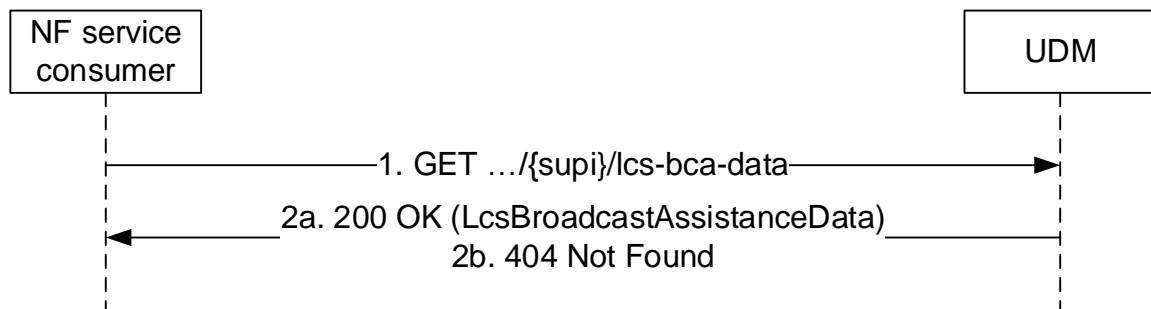 NF service
consumer
UDM
1. GET …/{supi}/lcs-bca-data
2a. 200 OK (LcsBroadcastAssistanceData)
2b. 404 Not Found